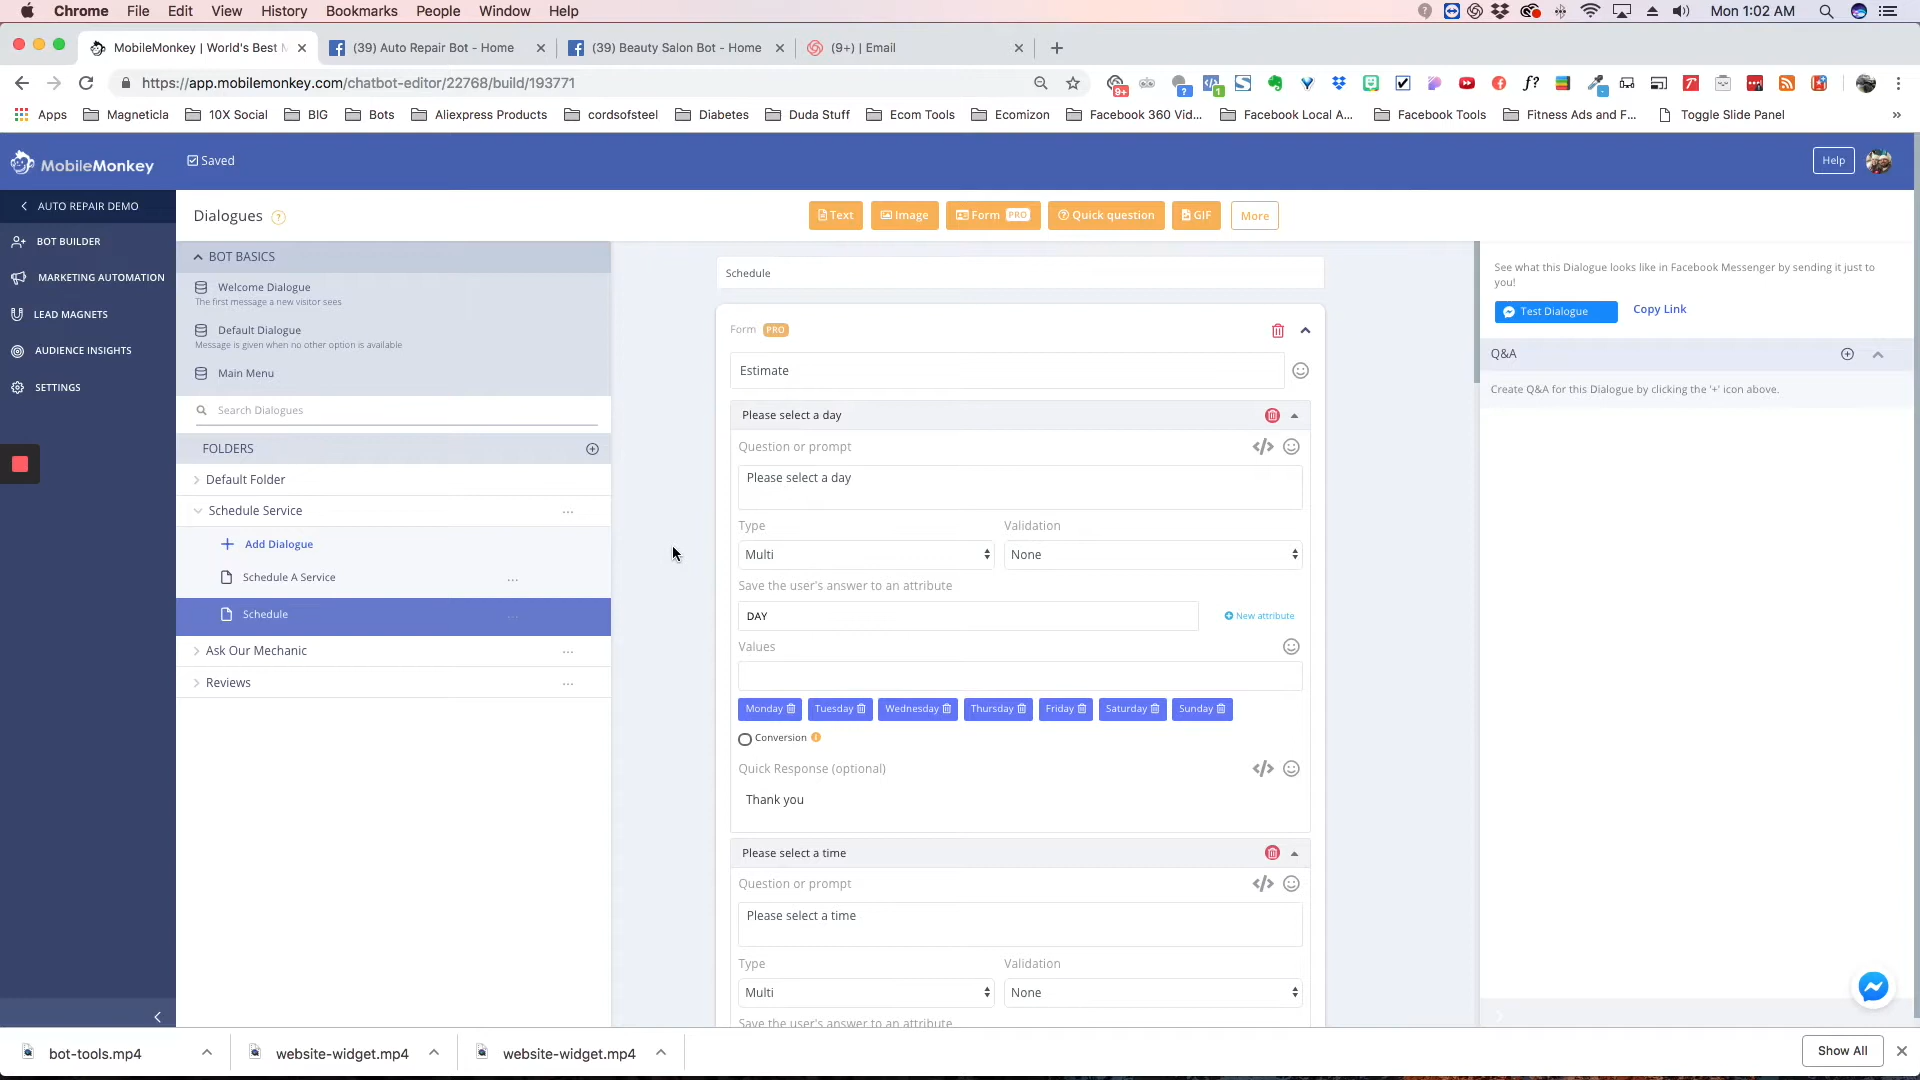 Chrome File Edit View History Bookmarks People Window Help Mon 1:02 AM
MobileMonkey | World's Best M (39) Auto Repair Bot - Home (39) Beauty Salon Bot - Home (9+) | Email
https://app.mobilemonkey.com/chatbot-editor/22768/build/193771
Apps Magneticla 10X Social BIG Bots Aliexpress Products cordsofsteel Diabetes Duda Stuff Ecom Tools Ecomizon Facebook 360 Vid... Facebook Local A... Facebook Tools Fitness Ads and F... Toggle Slide Panel »
MobileMonkey Saved Help
AUTO REPAIR DEMO
BOT BUILDER
MARKETING AUTOMATION
LEAD MAGNETS
AUDIENCE INSIGHTS
SETTINGS
Dialogues ? Text Image Form PRO Quick question GIF More
BOT BASICS
Welcome Dialogue
The first message a new visitor sees
Default Dialogue
Message is given when no other option is available
Main Menu
Search Dialogues
FOLDERS
Default Folder
Schedule Service ...
Add Dialogue
Schedule A Service ...
Schedule ...
Ask Our Mechanic ...
Reviews ...
Schedule
Form PRO
Estimate
Please select a day
Question or prompt </>
Please select a day
Type Validation
Multi None
Save the user's answer to an attribute
DAY New attribute
Values
Monday Tuesday Wednesday Thursday Friday Saturday Sunday
Conversion
Quick Response (optional) </>
Thank you
Please select a time
Question or prompt </>
Please select a time
Type Validation
Multi None
Save the user's answer to an attribute
See what this Dialogue looks like in Facebook Messenger by sending it just to
you!
Test Dialogue Copy Link
Q&A
Create Q&A for this Dialogue by clicking the '+' icon above.
bot-tools.mp4 website-widget.mp4 website-widget.mp4 Show All